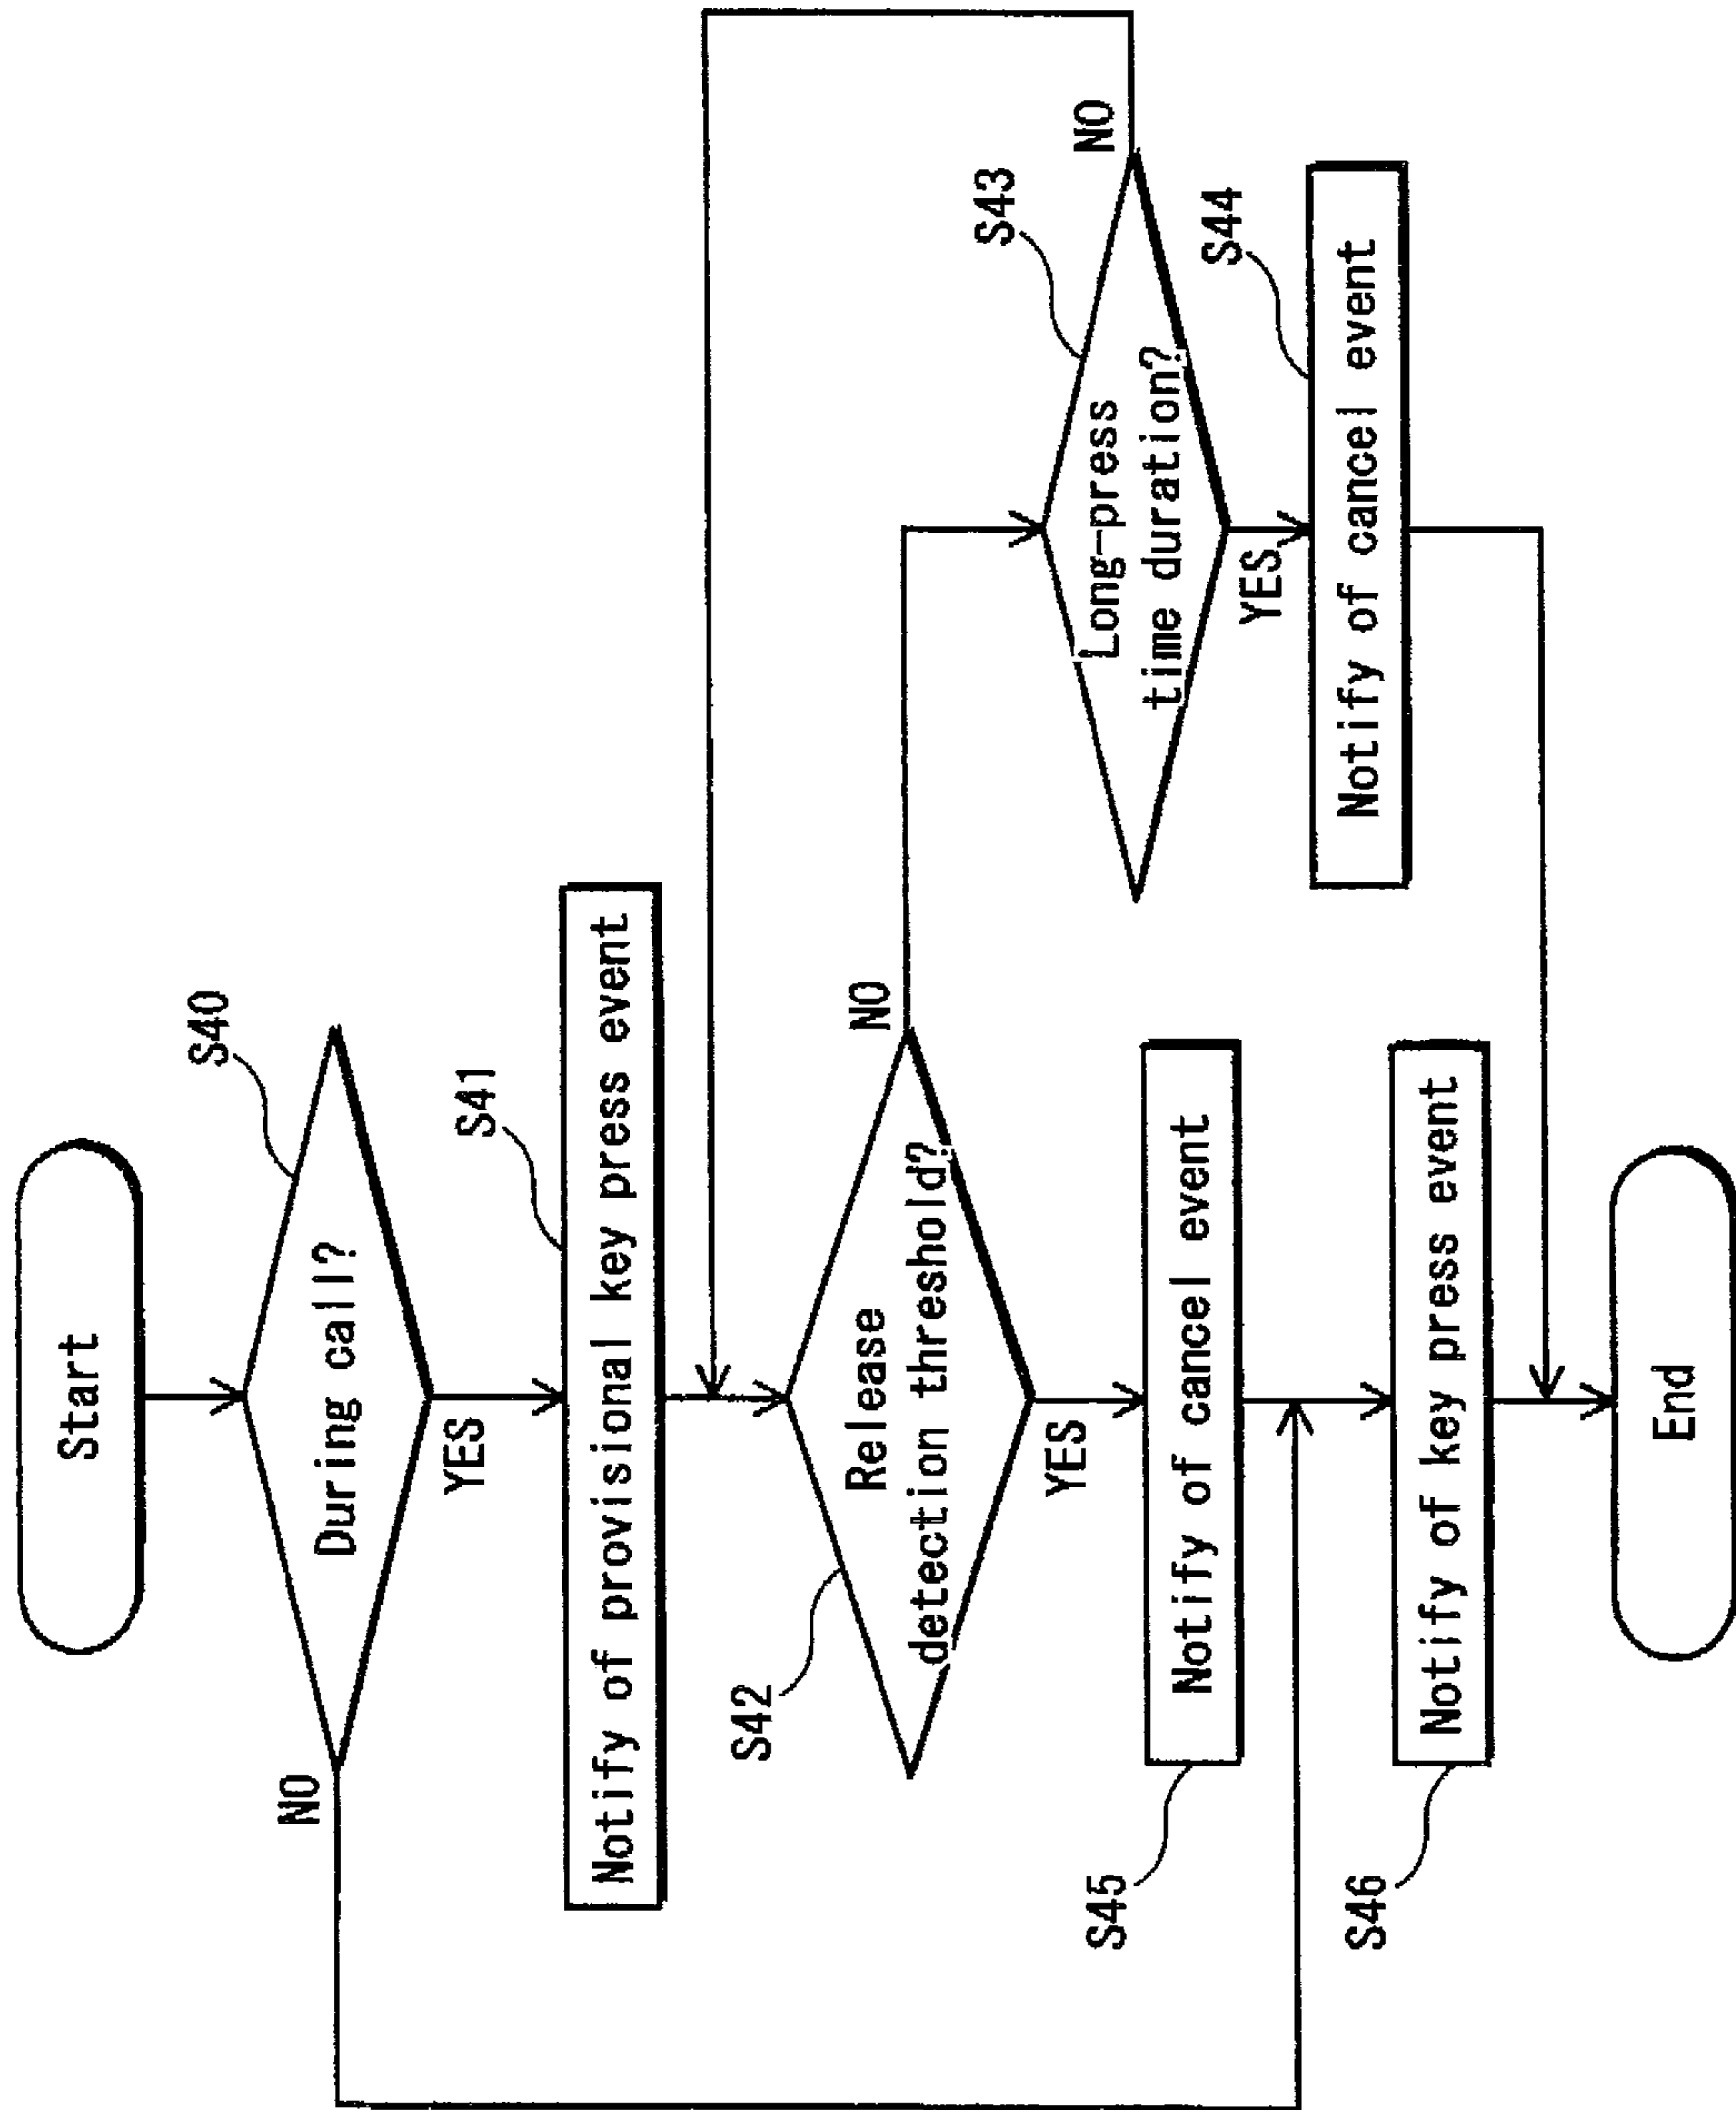 Start
S40
During call?
NO
YES
S41
Notify of provisional key press event
S42
Release
detection threshold?
NO
YES
S43
Long-press
time duration?
NO
YES
S44
Notify of cancel event
S45
Notify of cancel event
S46
Notify of key press event
End